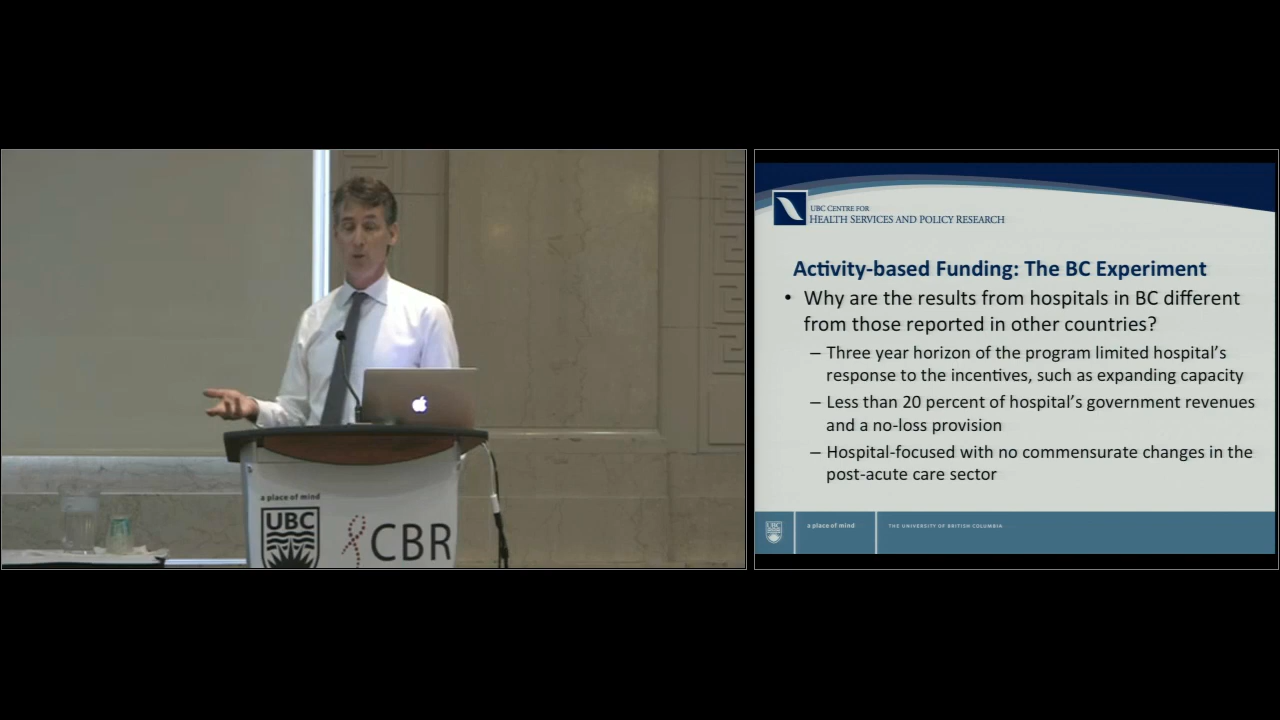 a place of mind
UBC
CBR
UBC CENTRE FOR
HEALTH SERVICES AND POLICY RESEARCH
Activity-based Funding: The BC Experiment
• Why are the results from hospitals in BC different
from those reported in other countries?
– Three year horizon of the program limited hospital's
response to the incentives, such as expanding capacity
– Less than 20 percent of hospital's government revenues
and a no-loss provision
– Hospital-focused with no commensurate changes in the
post-acute care sector
UBC
a place of mind
THE UNIVERSITY OF BRITISH COLUMBIA